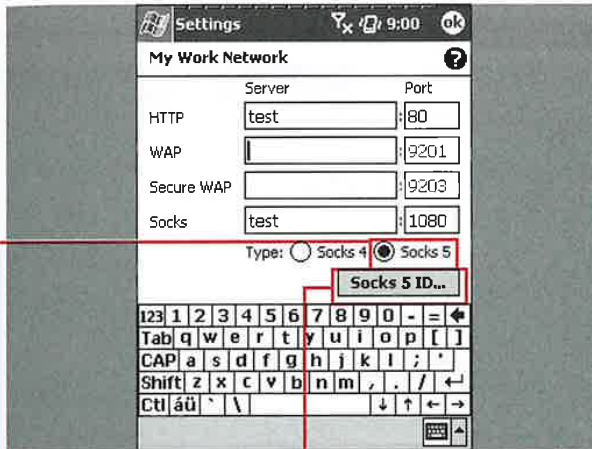 Settings 9:00 ok
My Work Network ?
Server Port
HTTP test : 80
WAP : 9201
Secure WAP : 9203
Socks test : 1080
Type: Socks 4 Socks 5
Socks 5 ID...
123 1 2 3 4 5 6 7 8 9 0 - =
Tab q w e r t y u i o p [ ]
CAP a s d f g h j k l ; '
Shift z x c v b n m , . /
Ctl áü ` \